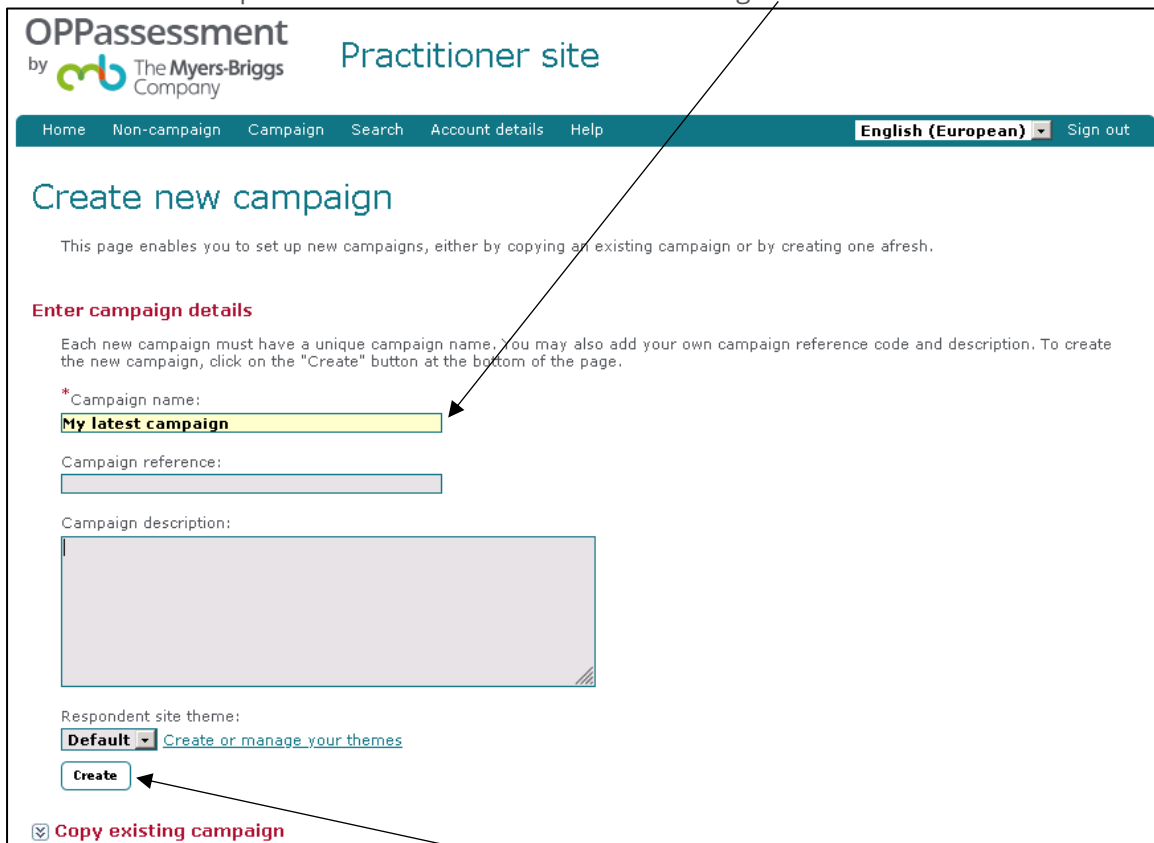 OPPassessment
by The Myers-Briggs
Company
Practitioner site
Home Non-campaign Campaign Search Account details Help English (European) Sign out
Create new campaign
This page enables you to set up new campaigns, either by copying an existing campaign or by creating one afresh.
Enter campaign details
Each new campaign must have a unique campaign name. You may also add your own campaign reference code and description. To create
the new campaign, click on the "Create" button at the bottom of the page.
*Campaign name:
My latest campaign
Campaign reference:
Campaign description:
Respondent site theme:
Default Create or manage your themes
Create
Copy existing campaign